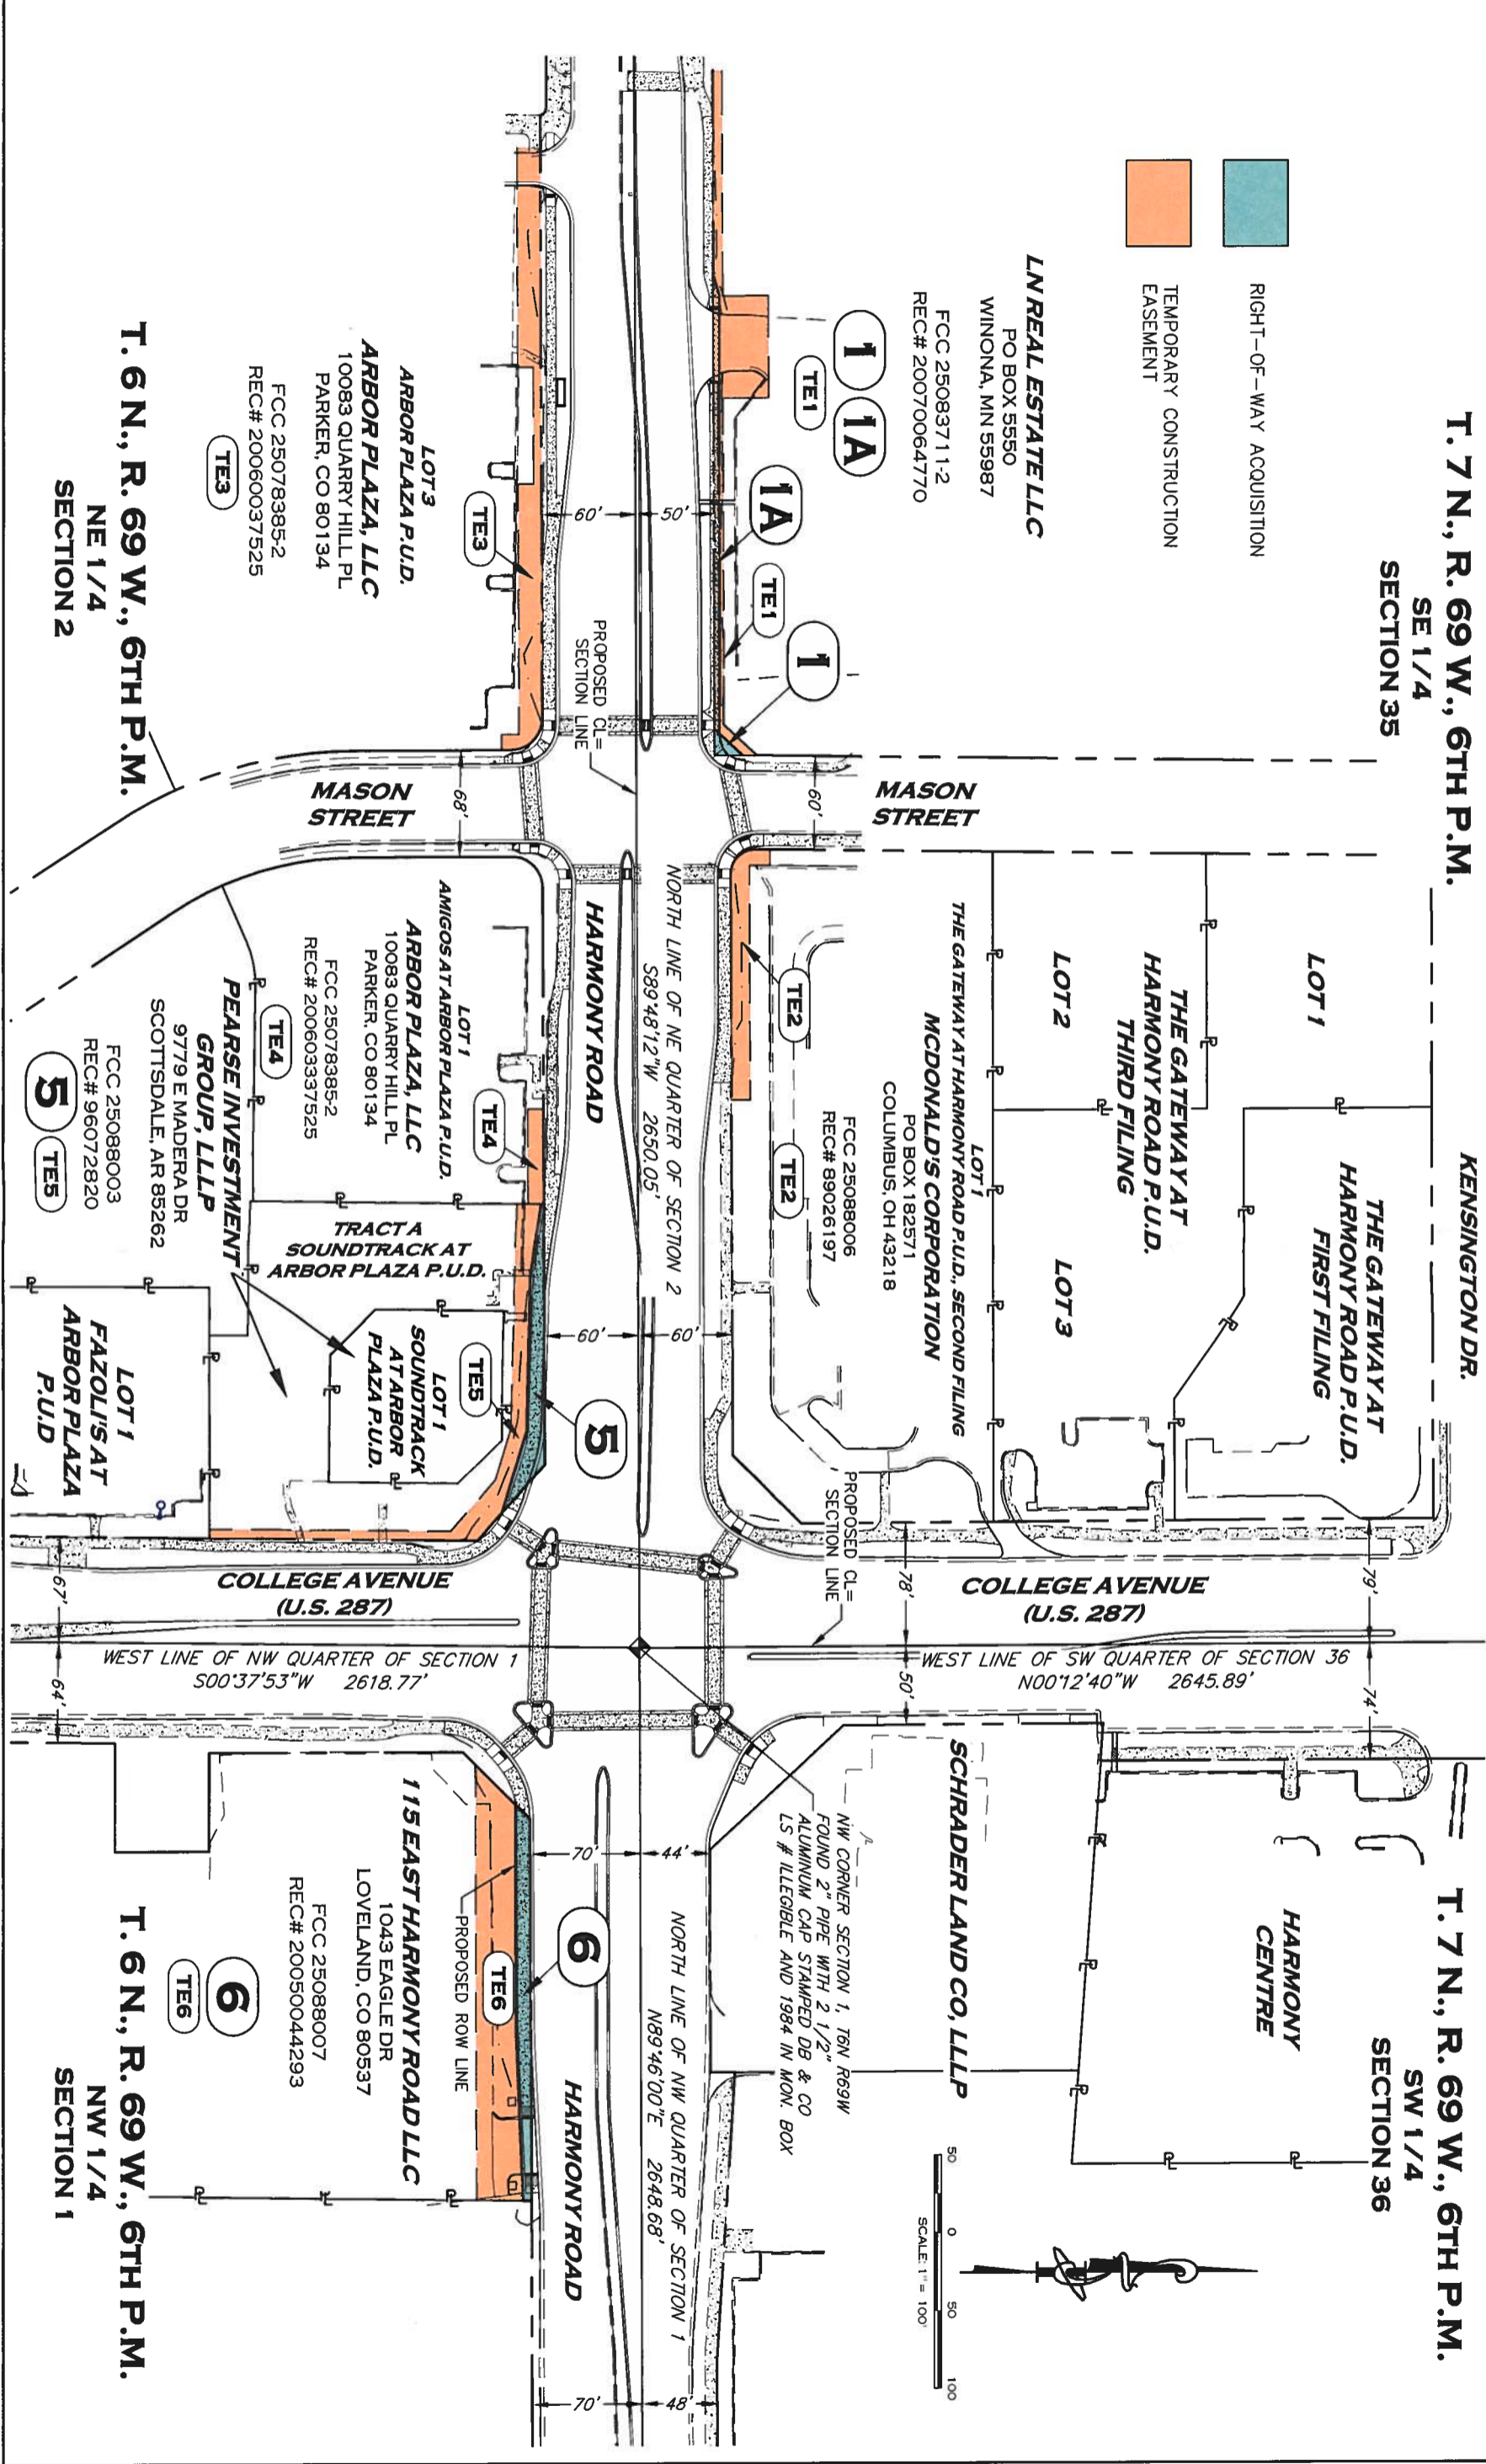 T. 7 N., R. 69 W., 6TH P.M.
SE 1/4
SECTION 35
RIGHT-OF-WAY ACQUISITION
TEMPORARY CONSTRUCTION
EASEMENT
LN REAL ESTATE LLC
PO BOX 5550
WINONA, MN 55987
FCC 25083711-2
REC# 20070064770
1
1A
TE1
1A
TE1
1
50'
60'
PROPOSED CL=
SECTION LINE
TE3
LOT 3
ARBOR PLAZA P.U.D.
ARBOR PLAZA, LLC
10083 QUARRY HILL PL
PARKER, CO 80134
FCC 25078385-2
REC# 20060037525
TE3
T. 6 N., R. 69 W., 6TH P.M.
NE 1/4
SECTION 2
MASON
STREET
60'
MASON
STREET
68'
KENSINGTON DR.
LOT 1
THE GATEWAY AT
HARMONY ROAD P.U.D.
FIRST FILING
THE GATEWAY AT
HARMONY ROAD P.U.D.
THIRD FILING
LOT 2
LOT 3
LOT 1
THE GATEWAY AT HARMONY ROAD P.U.D., SECOND FILING
MCDONALD'S CORPORATION
PO BOX 182571
COLUMBUS, OH 43218
FCC 25088006
REC# 89026197
TE2
TE2
NORTH LINE OF NE QUARTER OF SECTION 2
S89°48'12"W 2650.05'
HARMONY ROAD
60'
60'
5
TE4
LOT 1
AMIGOS AT ARBOR PLAZA P.U.D.
ARBOR PLAZA, LLC
10083 QUARRY HILL PL
PARKER, CO 80134
FCC 25078385-2
REC# 200603337525
TE4
TRACT A
SOUNDTRACK AT
ARBOR PLAZA P.U.D.
TE5
LOT 1
SOUNDTRACK
AT ARBOR
PLAZA P.U.D.
PEARSE INVESTMENT
GROUP, LLLP
9779 E MADERA DR
SCOTTSDALE, AR 85262
FCC 25088003
REC# 96072820
5
TE5
LOT 1
FAZOLI'S AT
ARBOR PLAZA
P.U.D
PROPOSED CL=
SECTION LINE
79'
78'
COLLEGE AVENUE
(U.S. 287)
COLLEGE AVENUE
(U.S. 287)
67'
WEST LINE OF SW QUARTER OF SECTION 36
N00°12'40"W 2645.89'
WEST LINE OF NW QUARTER OF SECTION 1
S00°37'53"W 2618.77'
74'
50'
64'
T. 7 N., R. 69 W., 6TH P.M.
SW 1/4
SECTION 36
HARMONY
CENTRE
SCHRADER LAND CO, LLLP
50 0 50 100
SCALE: 1" = 100'
NW CORNER SECTION 1, T6N R69W
FOUND 2" PIPE WITH 2 1/2"
ALUMINUM CAP STAMPED DB & CO
LS # ILLEGIBLE AND 1984 IN MON. BOX
44'
70'
NORTH LINE OF NW QUARTER OF SECTION 1
N89°46'00"E 2648.68'
48'
70'
HARMONY ROAD
6
TE6
PROPOSED ROW LINE
115 EAST HARMONY ROAD LLC
1043 EAGLE DR
LOVELAND, CO 80537
FCC 25088007
REC# 20050044293
6
TE6
T. 6 N., R. 69 W., 6TH P.M.
NW 1/4
SECTION 1